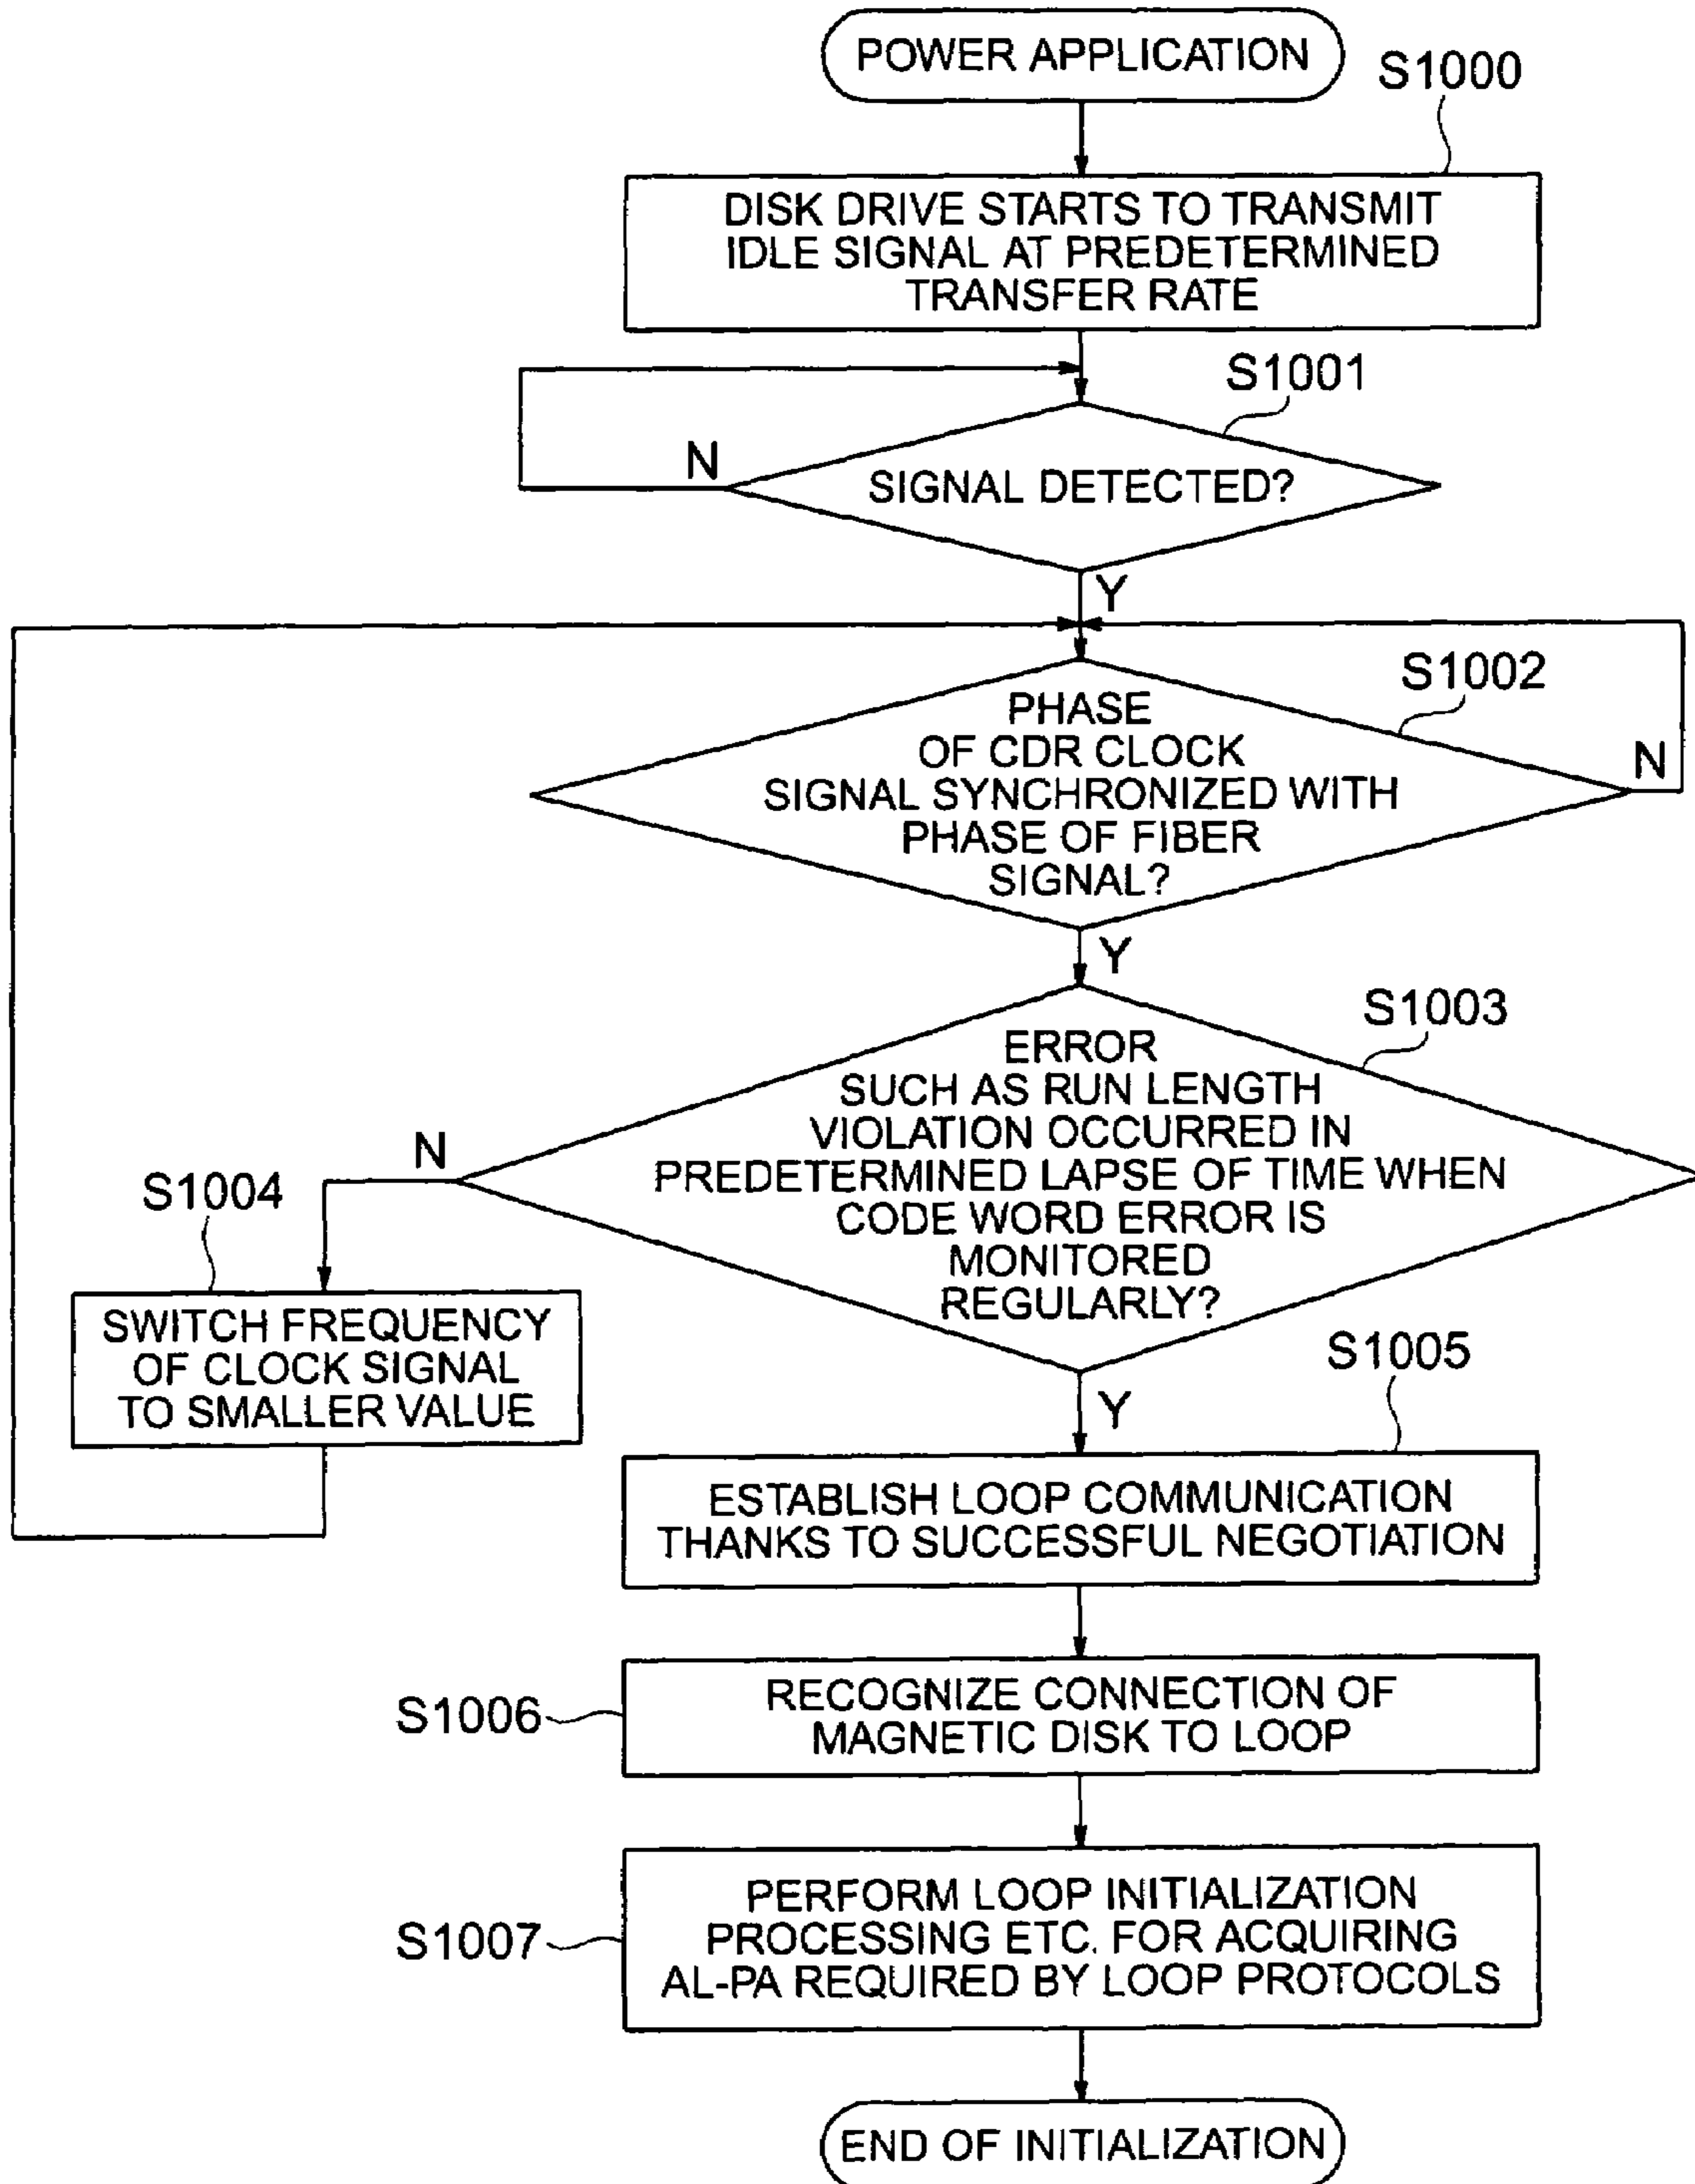 POWER APPLICATION
S1000
DISK DRIVE STARTS TO TRANSMIT
IDLE SIGNAL AT PREDETERMINED
TRANSFER RATE
S1001
N
SIGNAL DETECTED?
Y
S1002
PHASE
OF CDR CLOCK
SIGNAL SYNCHRONIZED WITH
PHASE OF FIBER
SIGNAL?
N
Y
S1003
ERROR
SUCH AS RUN LENGTH
VIOLATION OCCURRED IN
PREDETERMINED LAPSE OF TIME WHEN
CODE WORD ERROR IS
MONITORED
REGULARLY?
N
S1004
SWITCH FREQUENCY
OF CLOCK SIGNAL
TO SMALLER VALUE
Y
S1005
ESTABLISH LOOP COMMUNICATION
THANKS TO SUCCESSFUL NEGOTIATION
S1006
RECOGNIZE CONNECTION OF
MAGNETIC DISK TO LOOP
S1007
PERFORM LOOP INITIALIZATION
PROCESSING ETC. FOR ACQUIRING
AL-PA REQUIRED BY LOOP PROTOCOLS
END OF INITIALIZATION